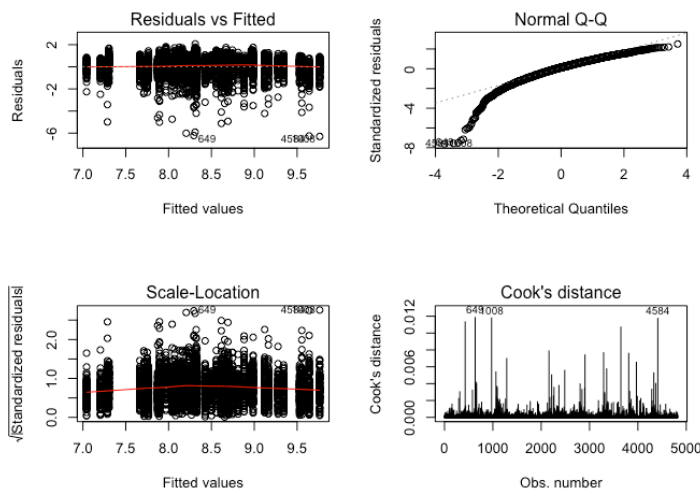 Residuals vs Fitted
Residuals
2
0
-2
-6
649
7.0 7.5 8.0 8.5 9.0 9.5
Fitted values
Normal Q-Q
Standardized residuals
0
-4
-8
-4 -2 0 2 4
Theoretical Quantiles
Scale-Location
√|Standardized residuals|
2.0
1.0
0.0
649
7.0 7.5 8.0 8.5 9.0 9.5
Fitted values
Cook's distance
Cook's distance
0.012
0.006
0.000
649 1008 4584
0 1000 2000 3000 4000 5000
Obs. number